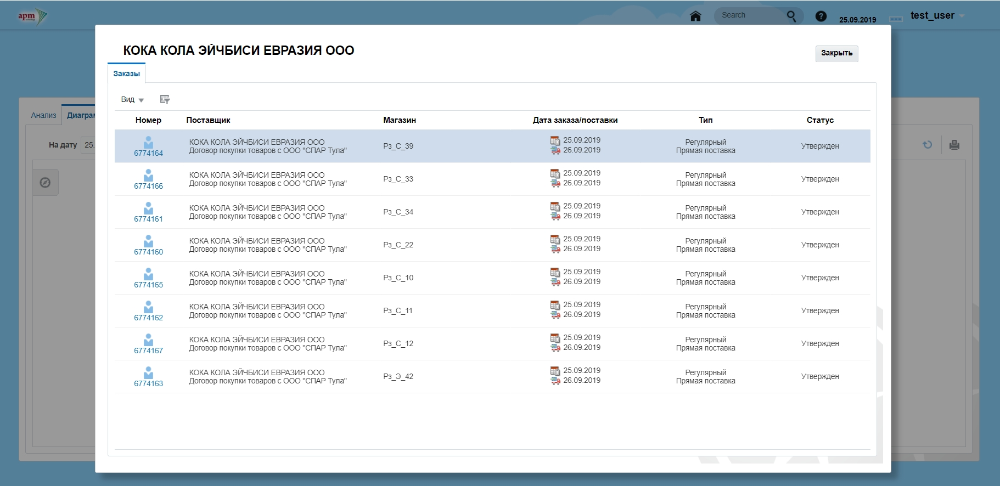 apm
Search
25.09.2019
test_user
КОКА КОЛА ЭЙЧБИСИ ЕВРАЗИЯ ООО
Закрыть
Заказы
Вид
Анализ
Диаграм
На дату
25.
Номер Поставщик Магазин Дата заказа/поставки Тип Статус
КОКА КОЛА ЭЙЧБИСИ ЕВРАЗИЯ ООО 25.09.2019 Регулярный
6774164 Договор покупки товаров с ООО "СПАР Тула" Рз_С_39 26.09.2019 Прямая поставка Утвержден
КОКА КОЛА ЭЙЧБИСИ ЕВРАЗИЯ ООО 25.09.2019 Регулярный
6774166 Договор покупки товаров с ООО "СПАР Тула" Рз_С_33 26.09.2019 Прямая поставка Утвержден
КОКА КОЛА ЭЙЧБИСИ ЕВРАЗИЯ ООО 25.09.2019 Регулярный
6774161 Договор покупки товаров с ООО "СПАР Тула" Рз_С_34 26.09.2019 Прямая поставка Утвержден
КОКА КОЛА ЭЙЧБИСИ ЕВРАЗИЯ ООО 25.09.2019 Регулярный
6774160 Договор покупки товаров с ООО "СПАР Тула" Рз_С_22 26.09.2019 Прямая поставка Утвержден
КОКА КОЛА ЭЙЧБИСИ ЕВРАЗИЯ ООО 25.09.2019 Регулярный
6774165 Договор покупки товаров с ООО "СПАР Тула" Рз_С_10 26.09.2019 Прямая поставка Утвержден
КОКА КОЛА ЭЙЧБИСИ ЕВРАЗИЯ ООО 25.09.2019 Регулярный
6774162 Договор покупки товаров с ООО "СПАР Тула" Рз_С_11 26.09.2019 Прямая поставка Утвержден
КОКА КОЛА ЭЙЧБИСИ ЕВРАЗИЯ ООО 25.09.2019 Регулярный
6774167 Договор покупки товаров с ООО "СПАР Тула" Рз_С_12 26.09.2019 Прямая поставка Утвержден
КОКА КОЛА ЭЙЧБИСИ ЕВРАЗИЯ ООО 25.09.2019 Регулярный
6774163 Договор покупки товаров с ООО "СПАР Тула" Рз_Э_42 26.09.2019 Прямая поставка Утвержден